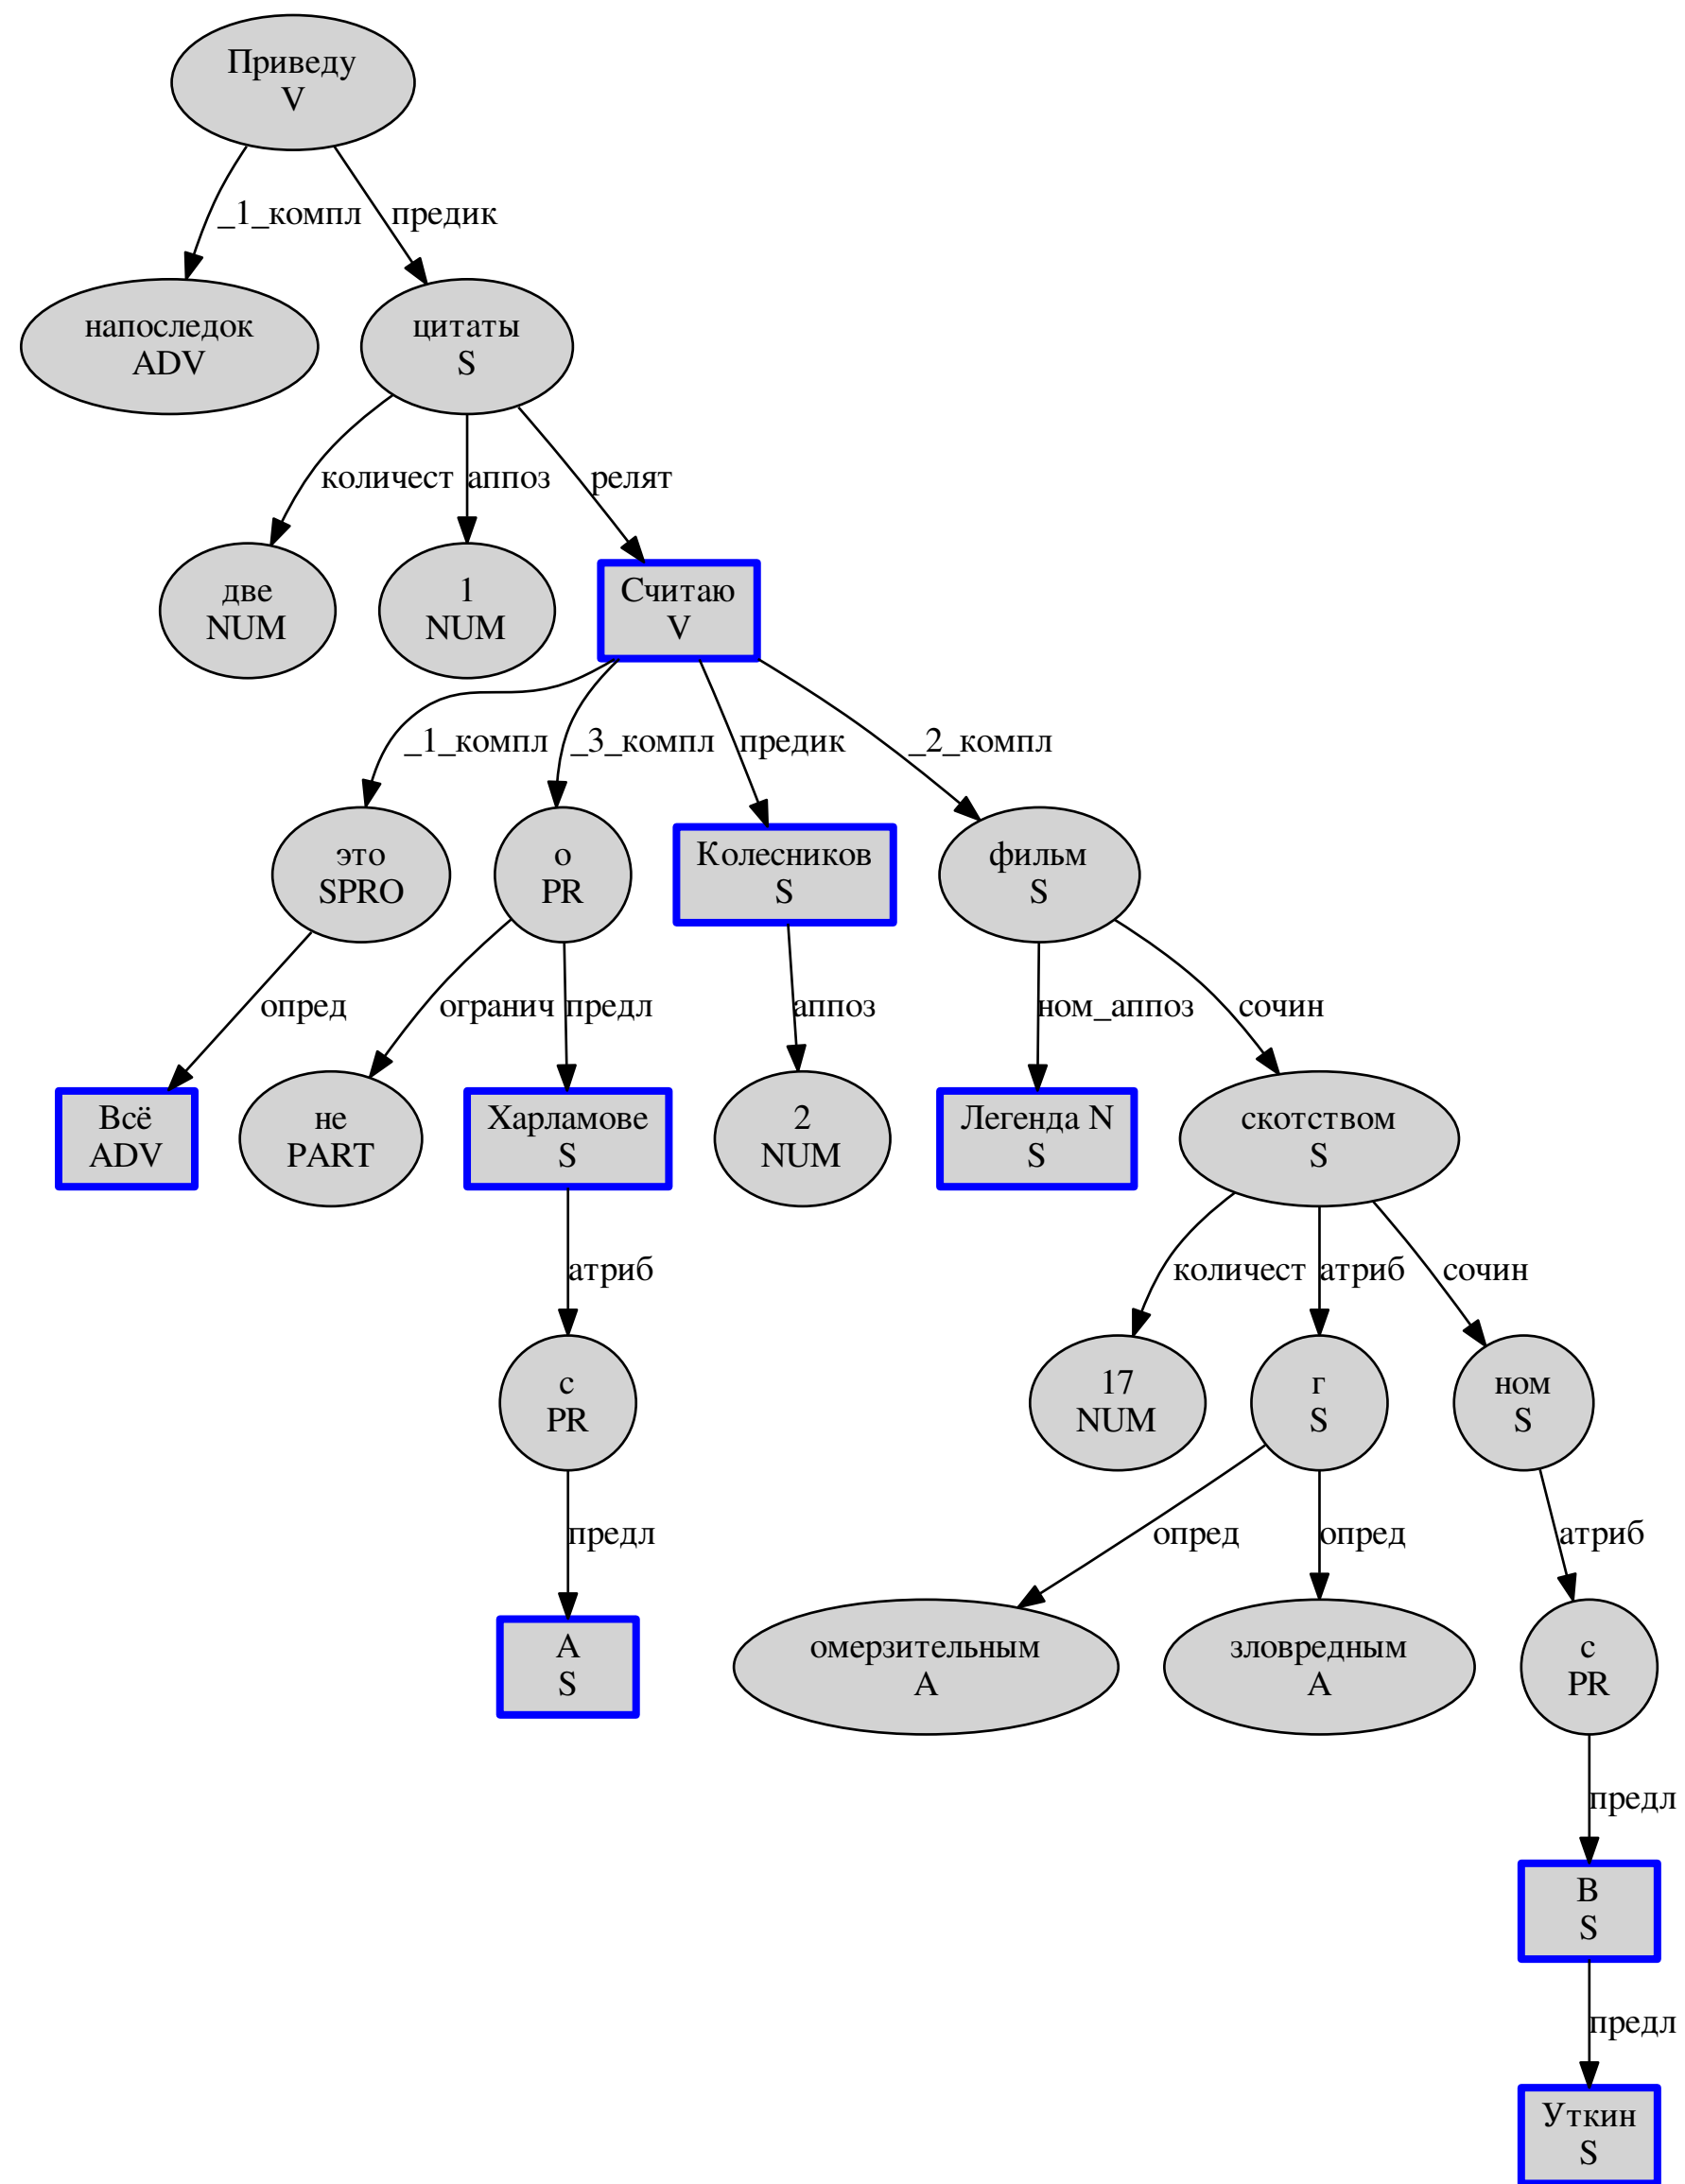 Приведу
V
_1_компл предик
напоследок
ADV
цитаты
S
количест аппоз релят
две
NUM
1
NUM
Считаю
V
_1_компл _3_компл предик _2_компл
это
SPRO
о
PR
Колесников
S
фильм
S
опред огранич предл аппоз ном_аппоз сочин
Всё
ADV
не
PART
Харламове
S
2
NUM
Легенда N
S
скотством
S
атриб количест атриб сочин
с
PR
17
NUM
г
S
ном
S
предл опред опред атриб
А
S
омерзительным
A
зловредным
A
с
PR
предл
В
S
предл
Уткин
S